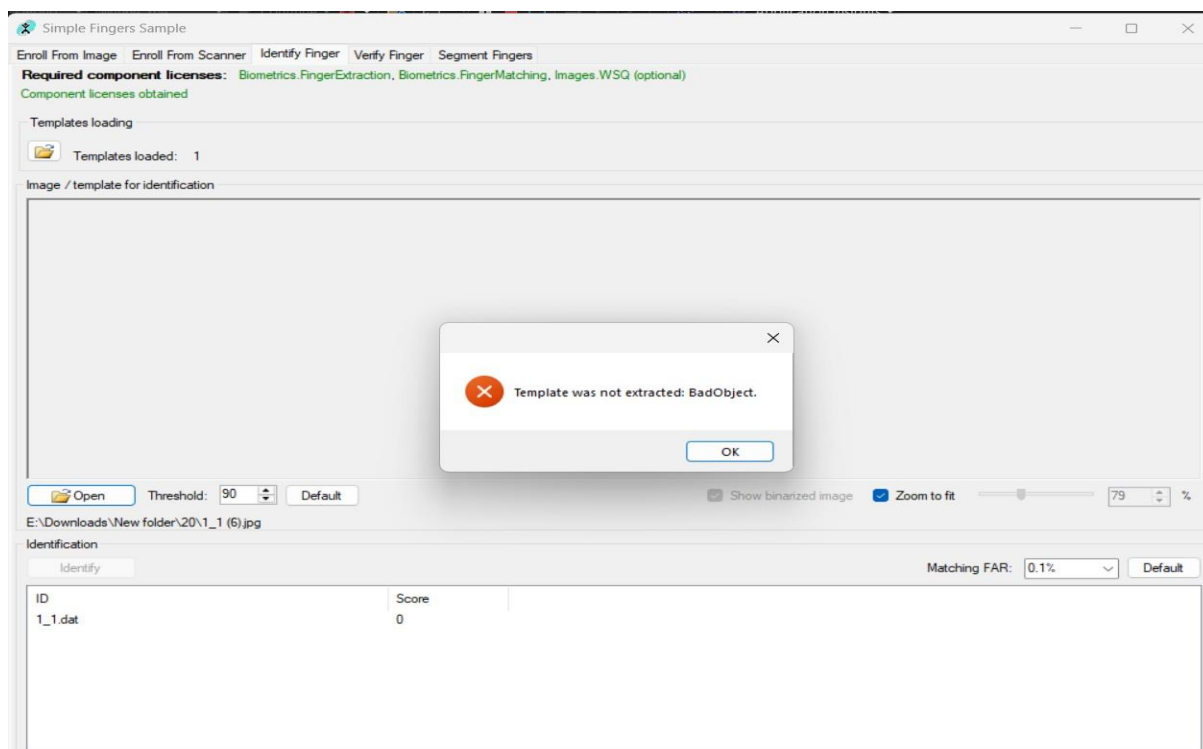 Simple Fingers Sample
Enroll From Image Enroll From Scanner Identify Finger Verify Finger Segment Fingers
Required component licenses: Biometrics.FingerExtraction, Biometrics.FingerMatching, Images.WSQ (optional)
Component licenses obtained
Templates loading
Templates loaded: 1
Image / template for identification
Template was not extracted: BadObject.
OK
Open Threshold: 90 Default Show binarized image Zoom to fit 79 %
E:\Downloads\New folder\20\1_1 (6).jpg
Identification
Identify Matching FAR: 0.1% Default
ID Score
1_1.dat 0